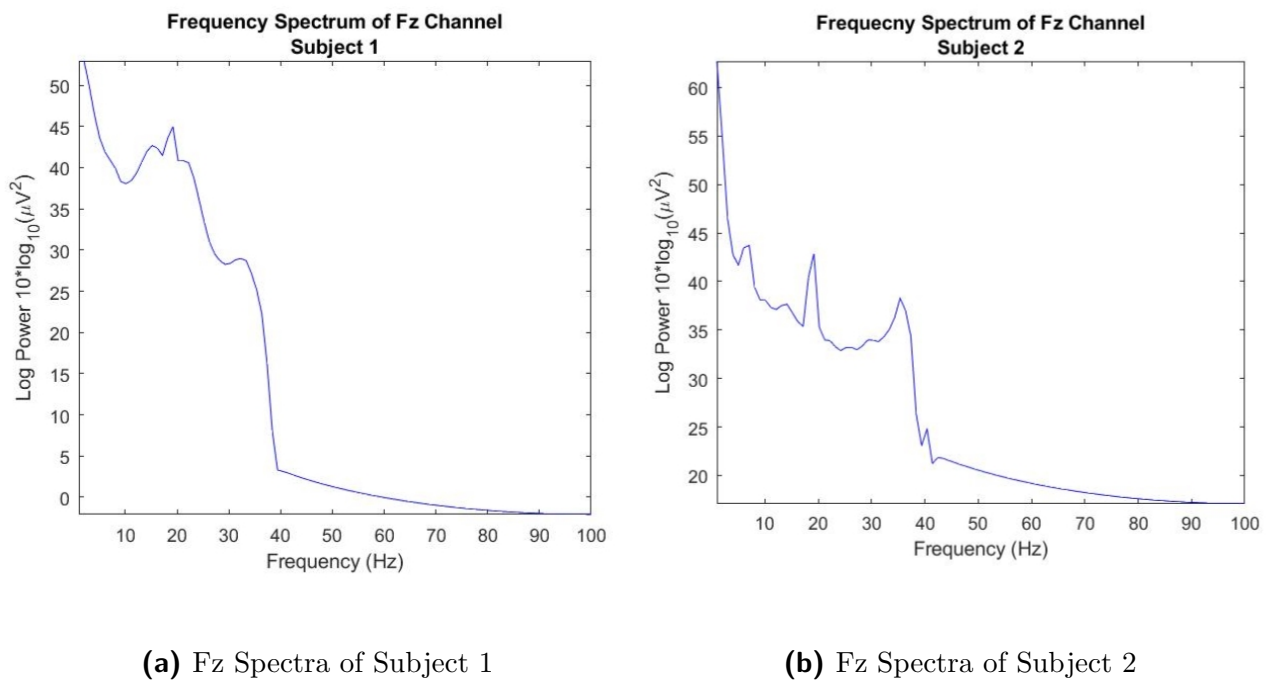 Frequency Spectrum of Fz Channel
Subject 1
50
45
40
35
30
25
20
15
10
5
0
Log Power 10*log10(μV2)
10 20 30 40 50 60 70 80 90 100
Frequency (Hz)
(a) Fz Spectra of Subject 1
Frequecny Spectrum of Fz Channel
Subject 2
60
55
50
45
40
35
30
25
20
Log Power 10*log10(μV2)
10 20 30 40 50 60 70 80 90 100
Frequency (Hz)
(b) Fz Spectra of Subject 2